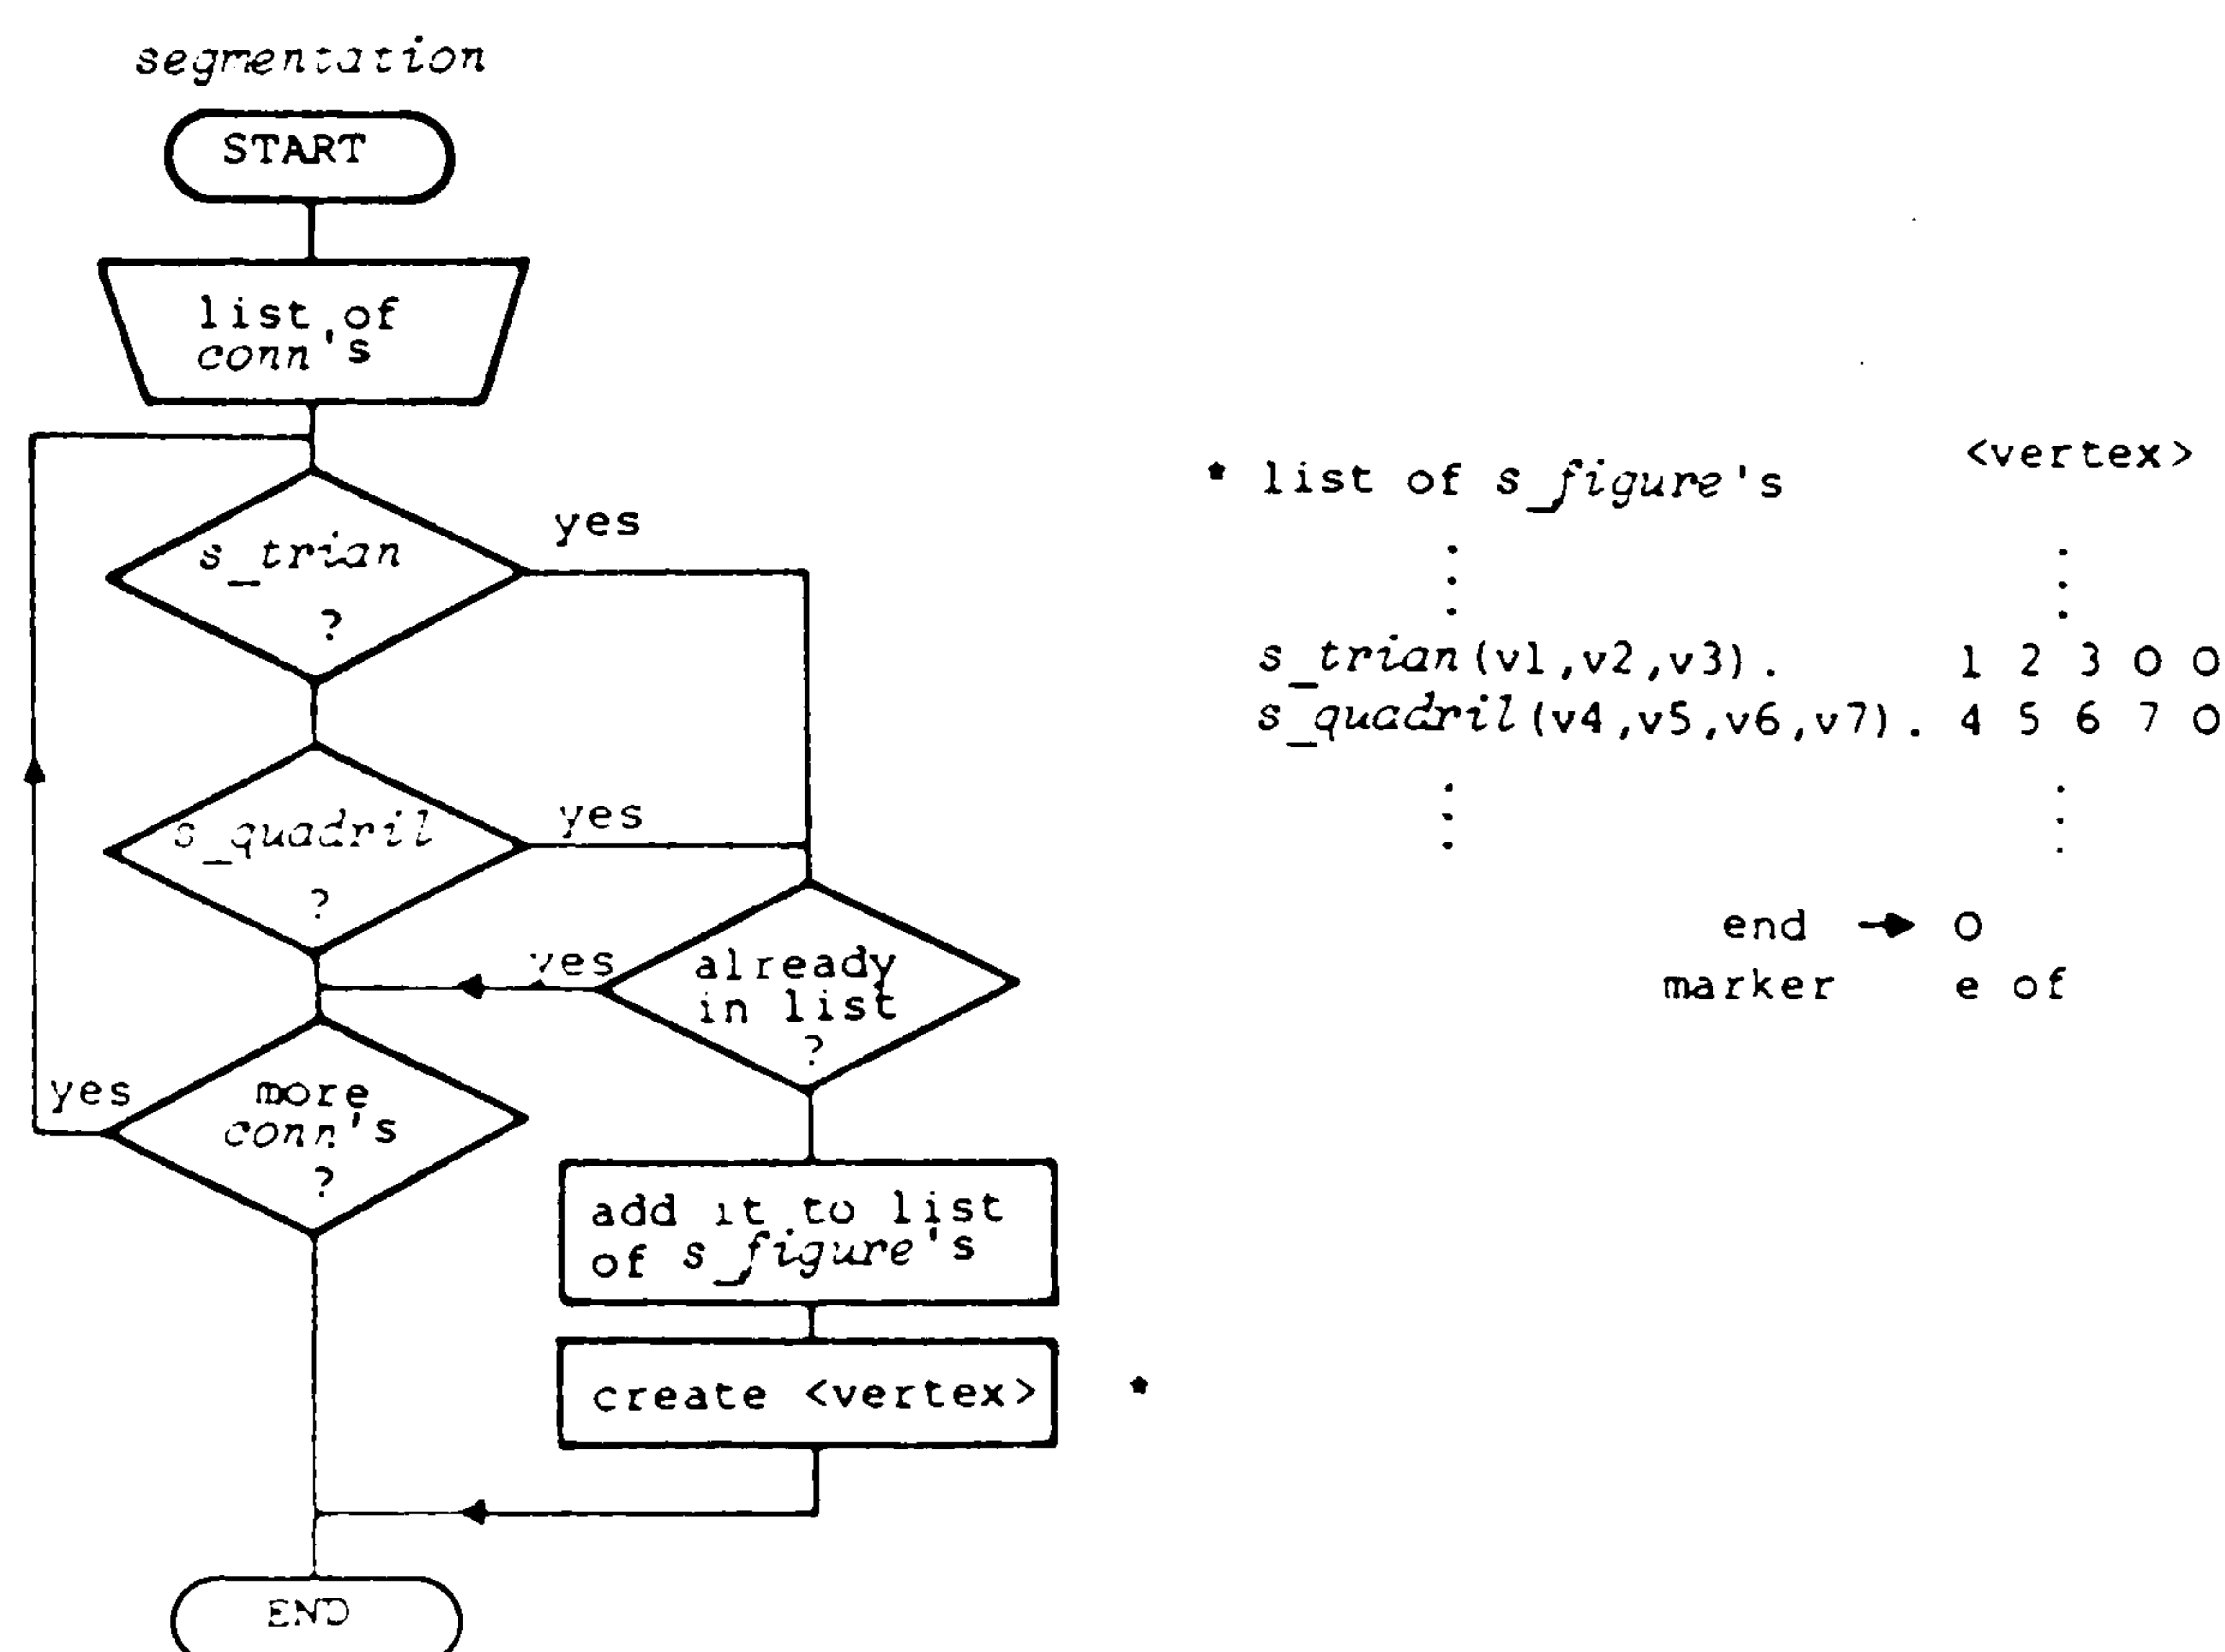 segmentation
START
list of
conn's
s_trian
?
yes
s_quadril
?
yes
already
in list
?
yes
more
conn's
?
yes
add it to list
of s_figure's
create <vertex>
*
END
* list of s_figure's <vertex>
s_trian(v1,v2,v3). 1 2 3 0 0
s_quadril(v4,v5,v6,v7). 4 5 6 7 0
end → 0
marker e of